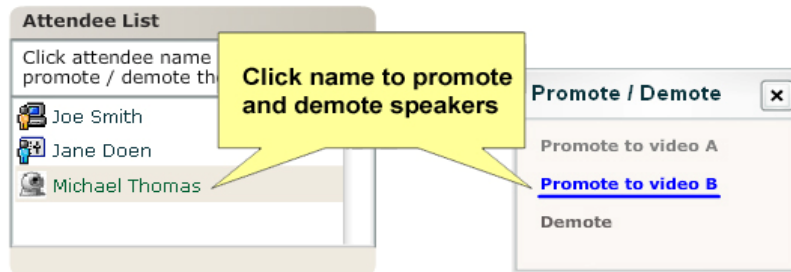 Attendee List
Click attendee name
promote / demote the
Joe Smith
Jane Doen
Michael Thomas
Click name to promote
and demote speakers
Promote / Demote
Promote to video A
Promote to video B
Demote